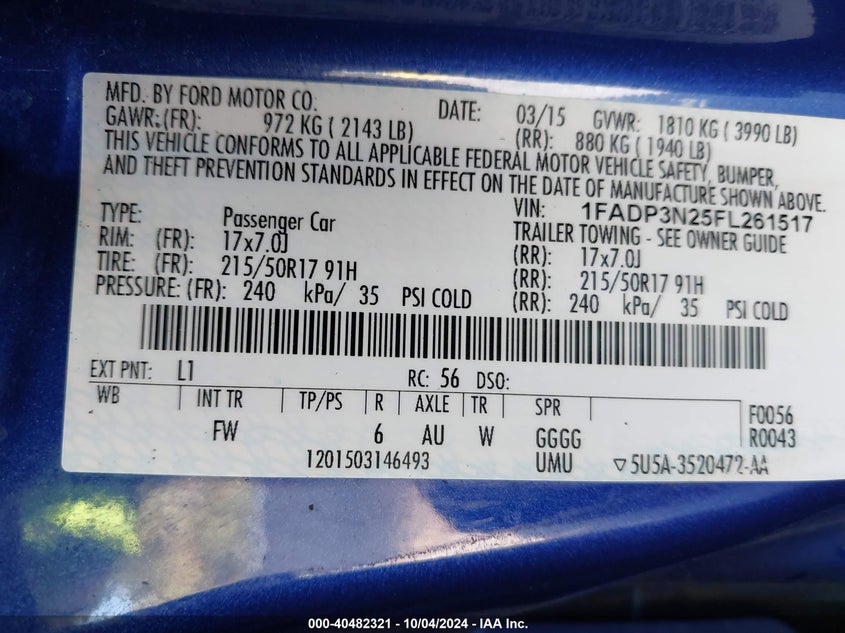 MFD. BY FORD MOTOR CO. DATE: 03/15 GVWR: 1810 KG ( 3990 LB)
GAWR:(FR): 972 KG ( 2143 LB) (RR): 880 KG ( 1940 LB)
THIS VEHICLE CONFORMS TO ALL APPLICABLE FEDERAL MOTOR VEHICLE SAFETY, BUMPER,
AND THEFT PREVENTION STANDARDS IN EFFECT ON THE DATE OF MANUFACTURE SHOWN ABOVE.
VIN: 1FADP3N25FL261517
TYPE: Passenger Car TRAILER TOWING - SEE OWNER GUIDE
RIM: (FR): 17x7.0J (RR): 17x7.0J
TIRE: (FR): 215/50R17 91H (RR): 215/50R17 91H
PRESSURE: (FR): 240 kPa/ 35 PSI COLD (RR): 240 kPa/ 35 PSI COLD
EXT PNT: L1 RC: 56 DSO:
WB INT TR TP/PS R AXLE TR SPR F0056
FW 6 AU W GGGG R0043
1201503146493 UMU ▽5U5A-3520472-AA
000-40482321 - 10/04/2024 - IAA Inc.